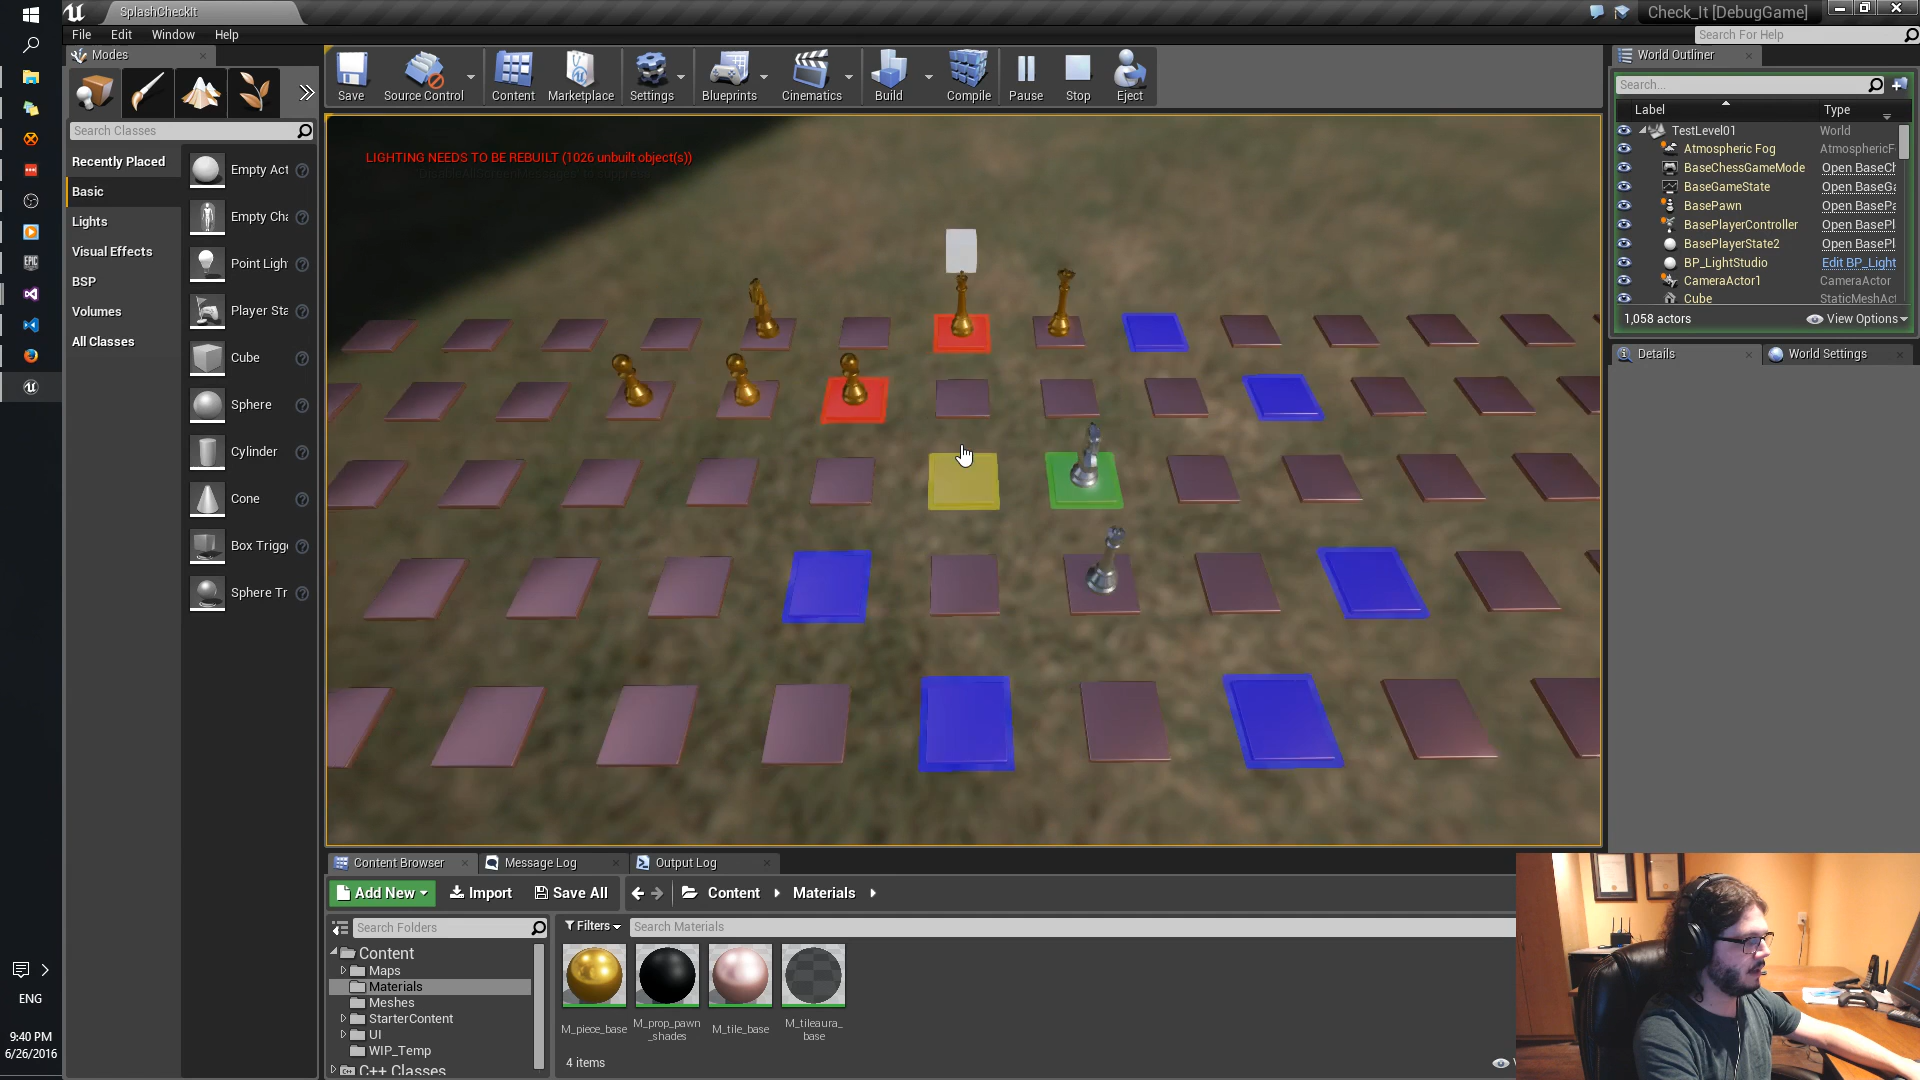 SplashCheckIt
Check_It [DebugGame]
File Edit Window Help
Search For Help
Modes
Search Classes
Recently Placed
Basic
Lights
Visual Effects
BSP
Volumes
All Classes
Empty Act
Empty Cha
Point Ligh
Player Sta
Cube
Sphere
Cylinder
Cone
Box Trigge
Sphere Tr
Save Source Control Content Marketplace Settings Blueprints Cinematics Build Compile Pause Stop Eject
LIGHTING NEEDS TO BE REBUILT (1026 unbuilt object(s))
World Outliner
Search...
Label Type
TestLevel01 World
Atmospheric Fog AtmosphericF
BaseChessGameMode Open BaseCh
BaseGameState Open BaseGa
BasePawn Open BasePa
BasePlayerController Open BasePl
BasePlayerState2 Open BasePl
BP_LightStudio Edit BP_Light
CameraActor1 CameraActor
Cube StaticMeshAct
1,058 actors View Options
Details World Settings
Content Browser Message Log Output Log
Add New Import Save All Content Materials
Search Folders
Filters Search Materials
Content
Maps
Materials
Meshes
StarterContent
UI
WIP_Temp
C++ Classes
M_piece_base
M_prop_pawn
_shades
M_tile_base
M_tileaura_
base
4 items
ENG
9:40 PM
6/26/2016